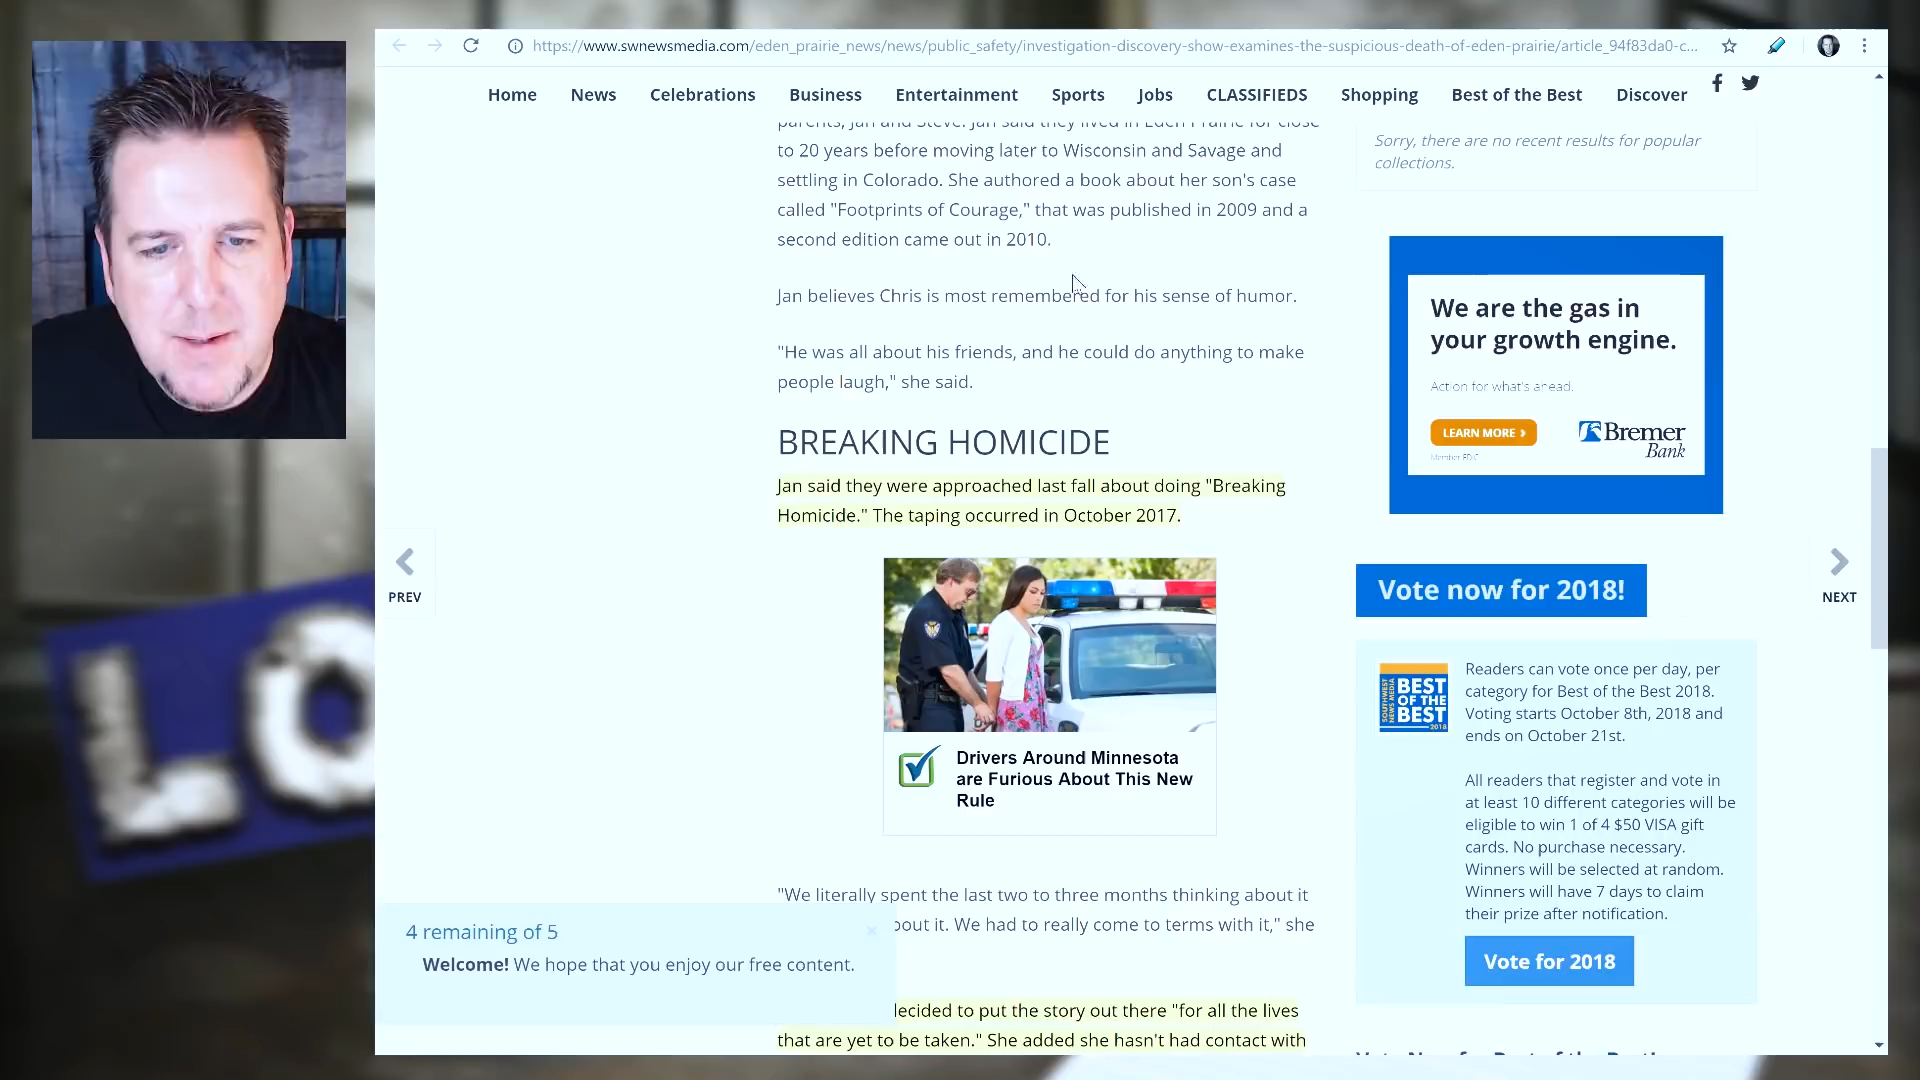 https://www.swnewsmedia.com/eden_prairie_news/news/public_safety/investigation-discovery-show-examines-the-suspicious-death-of-eden-prairie/article_94f83da0-c...
Home News Celebrations Business Entertainment Sports Jobs CLASSIFIEDS Shopping Best of the Best Discover
parents, Jan and Steve. Jan said they lived in Eden Prairie for close
to 20 years before moving later to Wisconsin and Savage and
settling in Colorado. She authored a book about her son's case
called "Footprints of Courage," that was published in 2009 and a
second edition came out in 2010.
Jan believes Chris is most remembered for his sense of humor.
"He was all about his friends, and he could do anything to make
people laugh," she said.
BREAKING HOMICIDE
Jan said they were approached last fall about doing "Breaking
Homicide." The taping occurred in October 2017.
PREV
Drivers Around Minnesota
are Furious About This New
Rule
"We literally spent the last two to three months thinking about it
bout it. We had to really come to terms with it," she
decided to put the story out there "for all the lives
that are yet to be taken." She added she hasn't had contact with
4 remaining of 5
×
Welcome! We hope that you enjoy our free content.
Sorry, there are no recent results for popular
collections.
We are the gas in
your growth engine.
Action for what's ahead.
LEARN MORE
Bremer
Bank
Member FDIC
Vote now for 2018!
NEXT
SOUTHWEST
NEWS MEDIA
BEST
OF THE
BEST
2018
Readers can vote once per day, per
category for Best of the Best 2018.
Voting starts October 8th, 2018 and
ends on October 21st.
All readers that register and vote in
at least 10 different categories will be
eligible to win 1 of 4 $50 VISA gift
cards. No purchase necessary.
Winners will be selected at random.
Winners will have 7 days to claim
their prize after notification.
Vote for 2018
Vote Now for Best of the Best!
LO